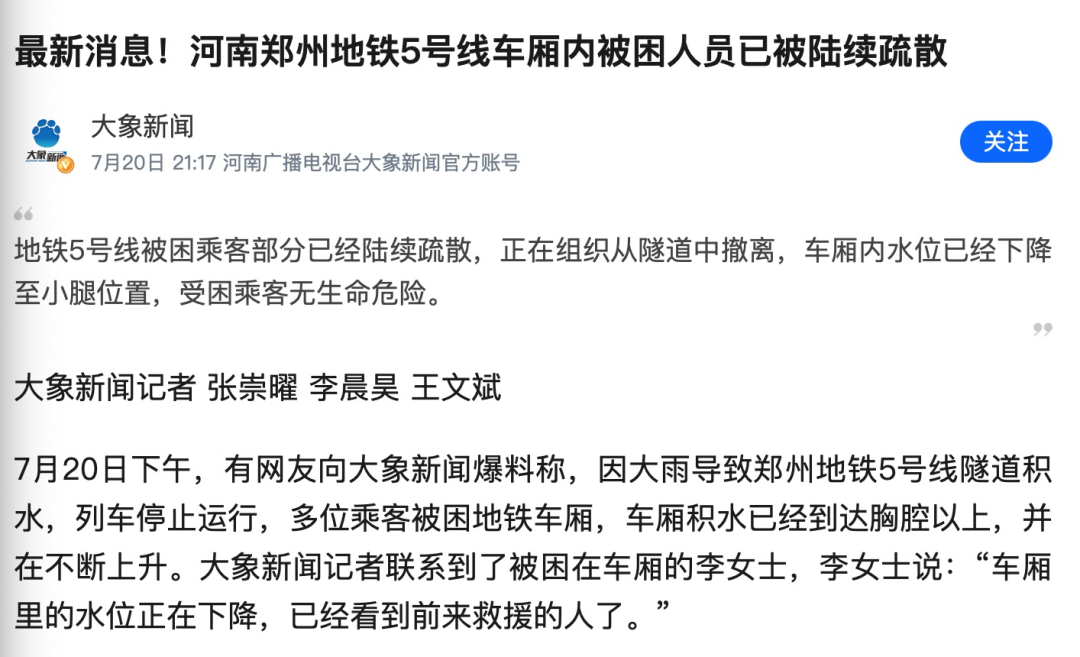 最新消息！河南郑州地铁5号线车厢内被困人员已被陆续疏散
大象新闻
大象新闻
7月20日 21:17 河南广播电视台大象新闻官方账号
关注
“
地铁5号线被困乘客部分已经陆续疏散，正在组织从隧道中撤离，车厢内水位已经下降
至小腿位置，受困乘客无生命危险。
”
大象新闻记者 张崇曜 李晨昊 王文斌
7月20日下午，有网友向大象新闻爆料称，因大雨导致郑州地铁5号线隧道积
水，列车停止运行，多位乘客被困地铁车厢，车厢积水已经到达胸腔以上，并
在不断上升。大象新闻记者联系到了被困在车厢的李女士，李女士说：“车厢
里的水位正在下降，已经看到前来救援的人了。”